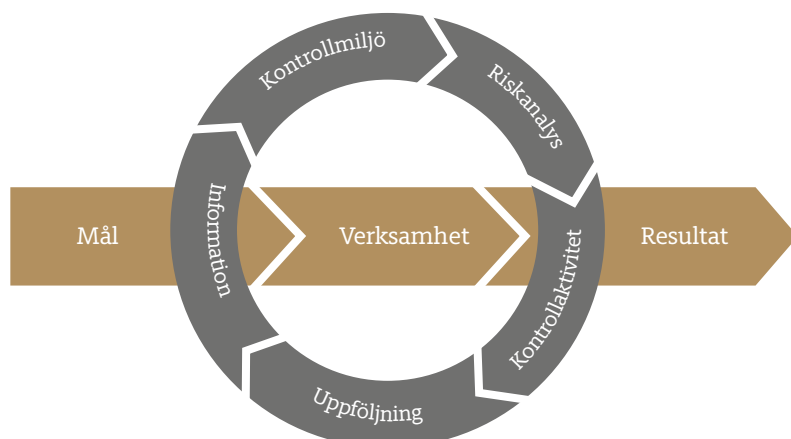 Kontrollmiljö
Riskanalys
Mål
Information
Verksamhet
Kontrollaktivitet
Resultat
Uppföljning